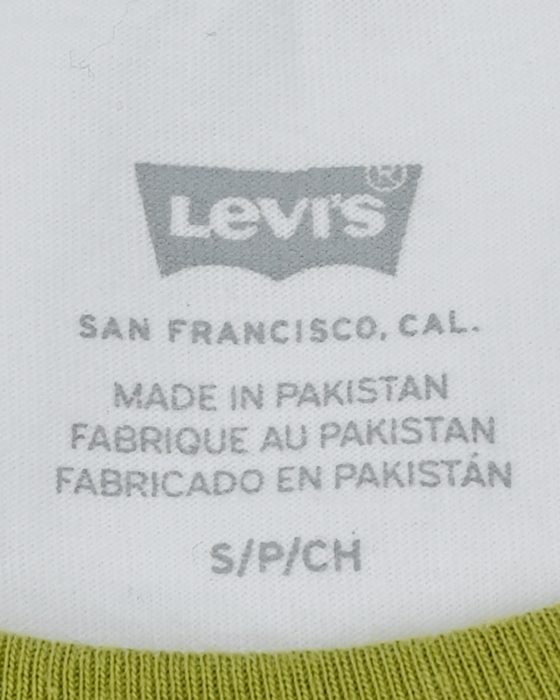 Levi's®
SAN FRANCISCO, CAL.
MADE IN PAKISTAN
FABRIQUE AU PAKISTAN
FABRICADO EN PAKISTÁN
S/P/CH